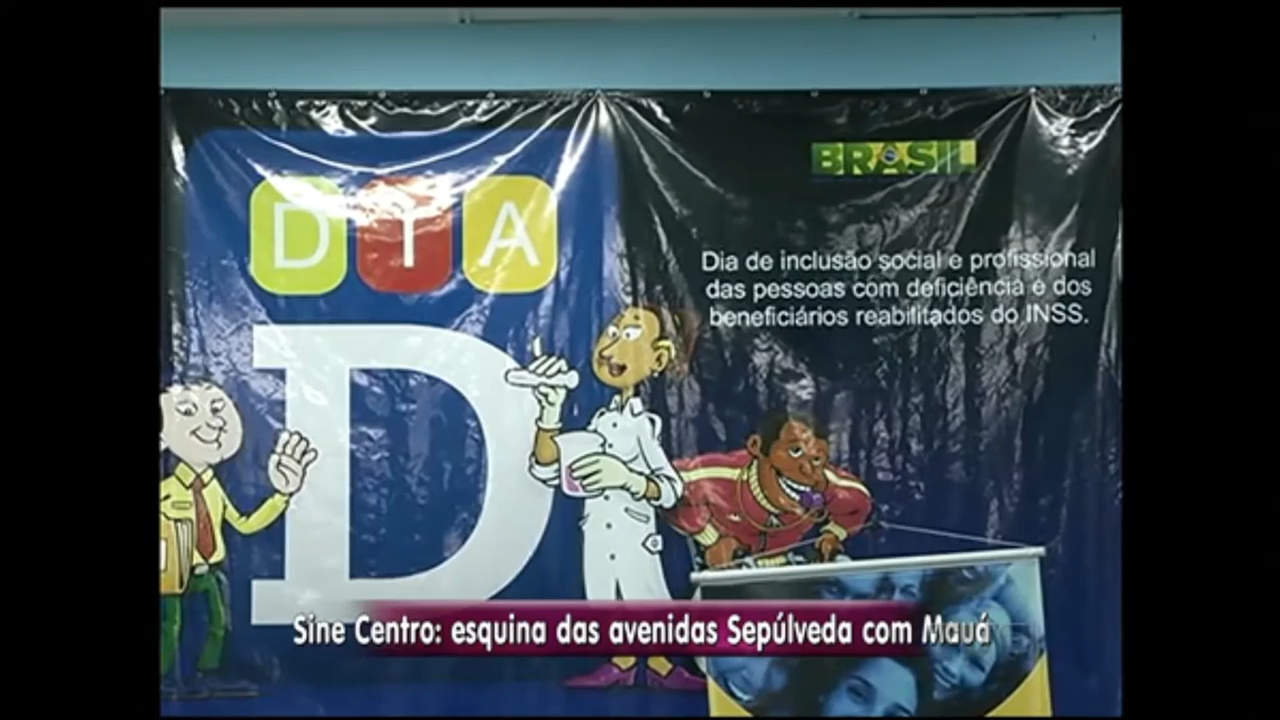 BRASIL
DIA
D
Dia de inclusão social e profissional
das pessoas com deficiência e dos
beneficiários reabilitados do INSS.
Sine Centro: esquina das avenidas Sepúlveda com Mauá